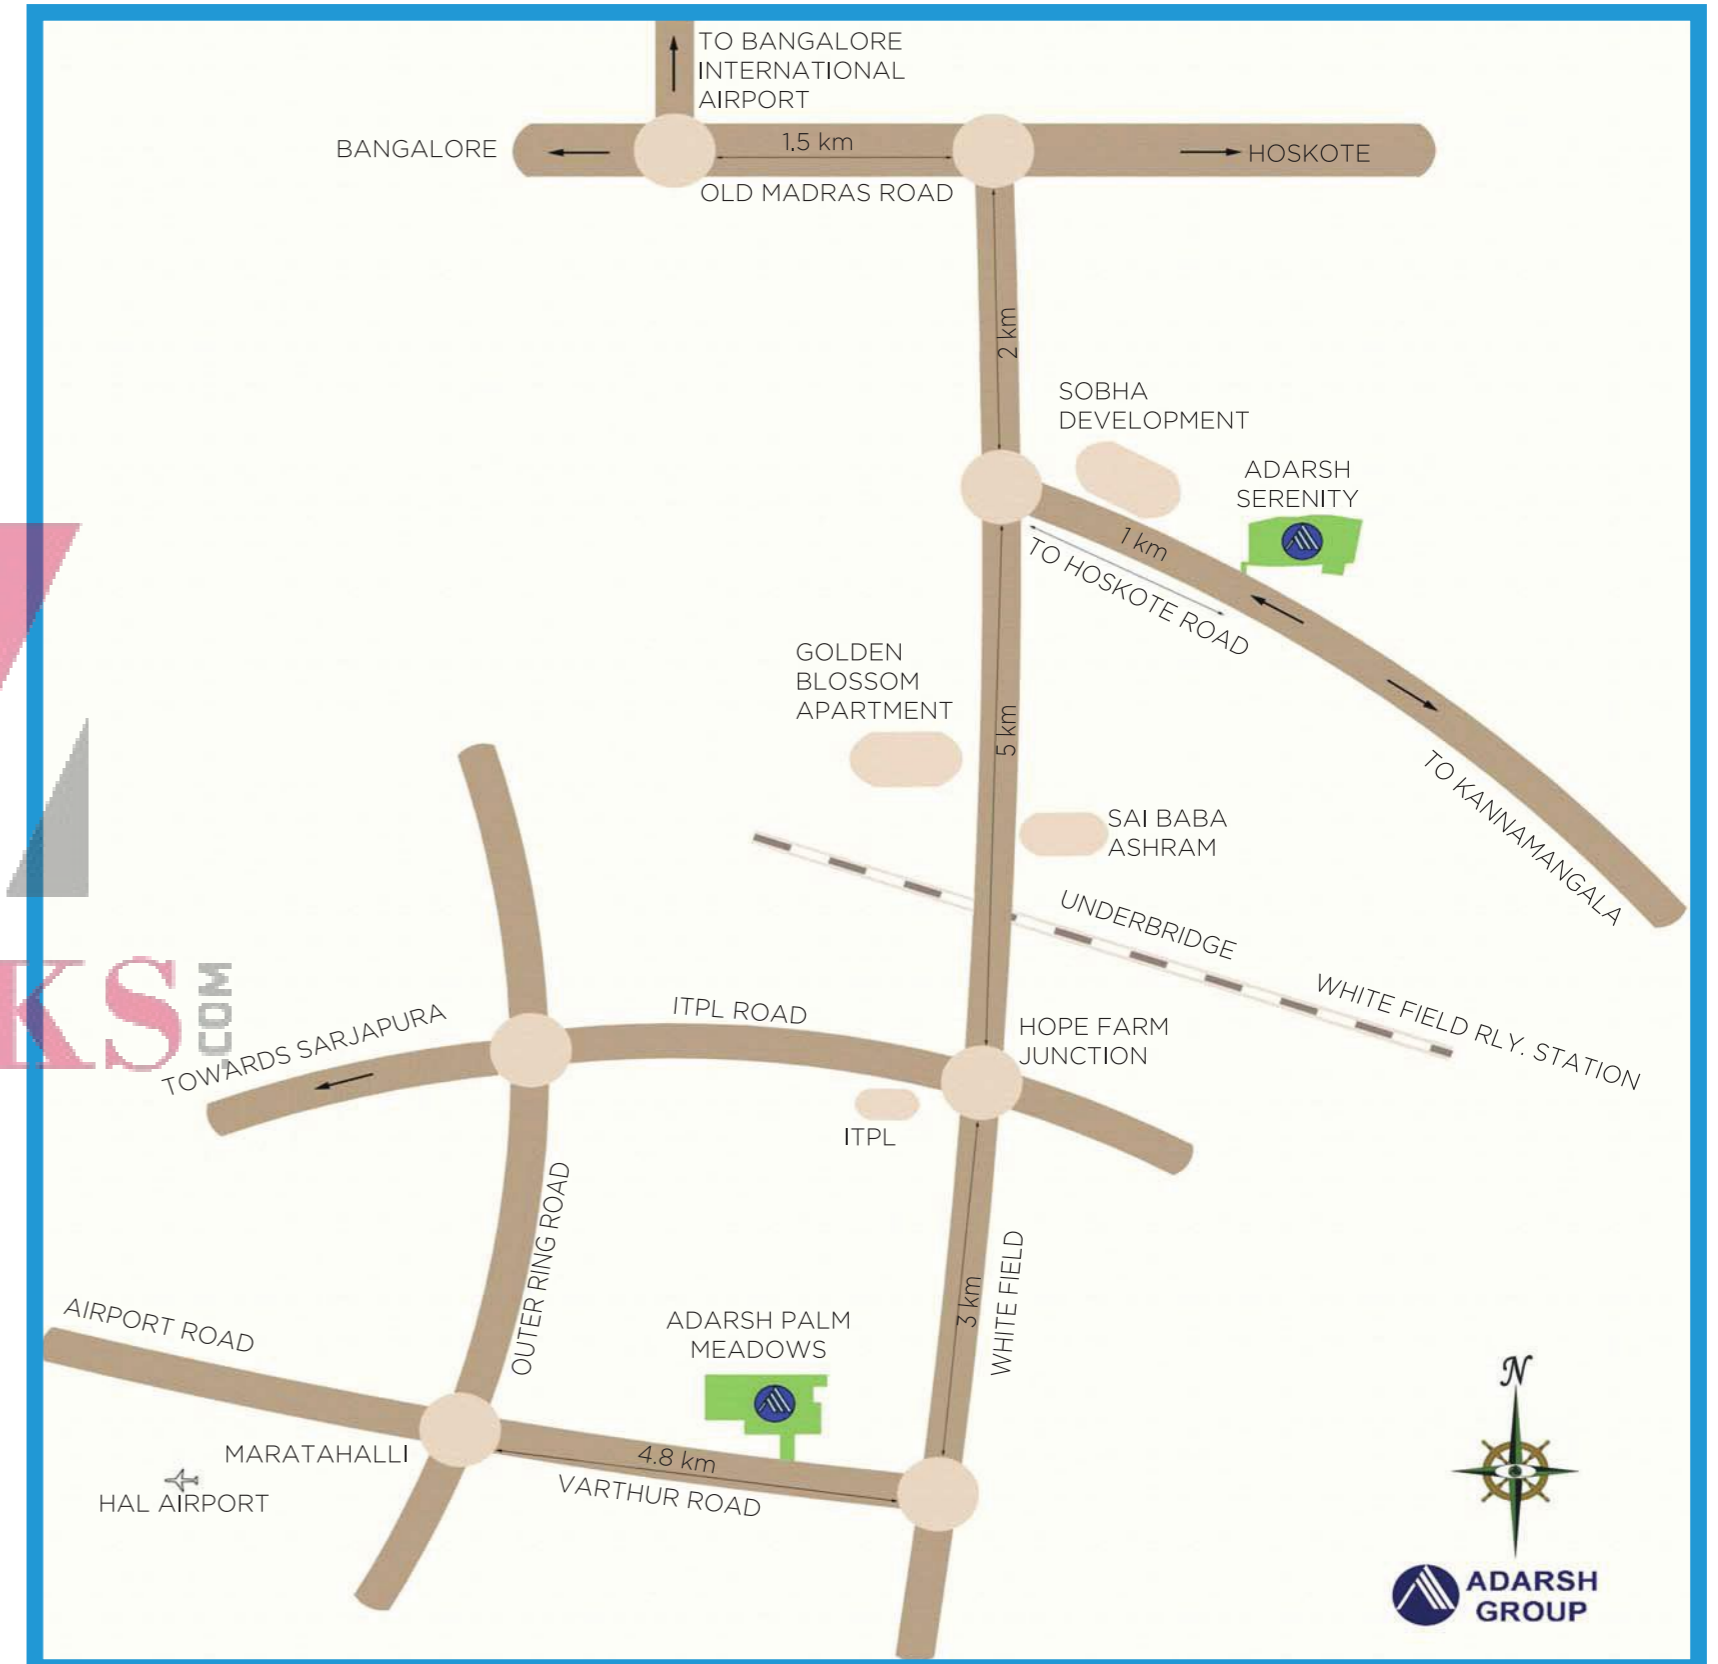 TO BANGALORE
INTERNATIONAL
AIRPORT
BANGALORE
1.5 km
HOSKOTE
OLD MADRAS ROAD
2 km
SOBHA
DEVELOPMENT
ADARSH
SERENITY
1 km
TO HOSKOTE ROAD
GOLDEN
BLOSSOM
APARTMENT
5 km
TO KANNAMANGALA
SAI BABA
ASHRAM
UNDERBRIDGE
WHITE FIELD RLY. STATION
KS
.COM
ITPL ROAD
TOWARDS SARJAPURA
HOPE FARM
JUNCTION
ITPL
OUTER RING ROAD
WHITE FIELD
3 km
AIRPORT ROAD
ADARSH PALM
MEADOWS
MARATAHALLI
4.8 km
VARTHUR ROAD
HAL AIRPORT
N
ADARSH
GROUP